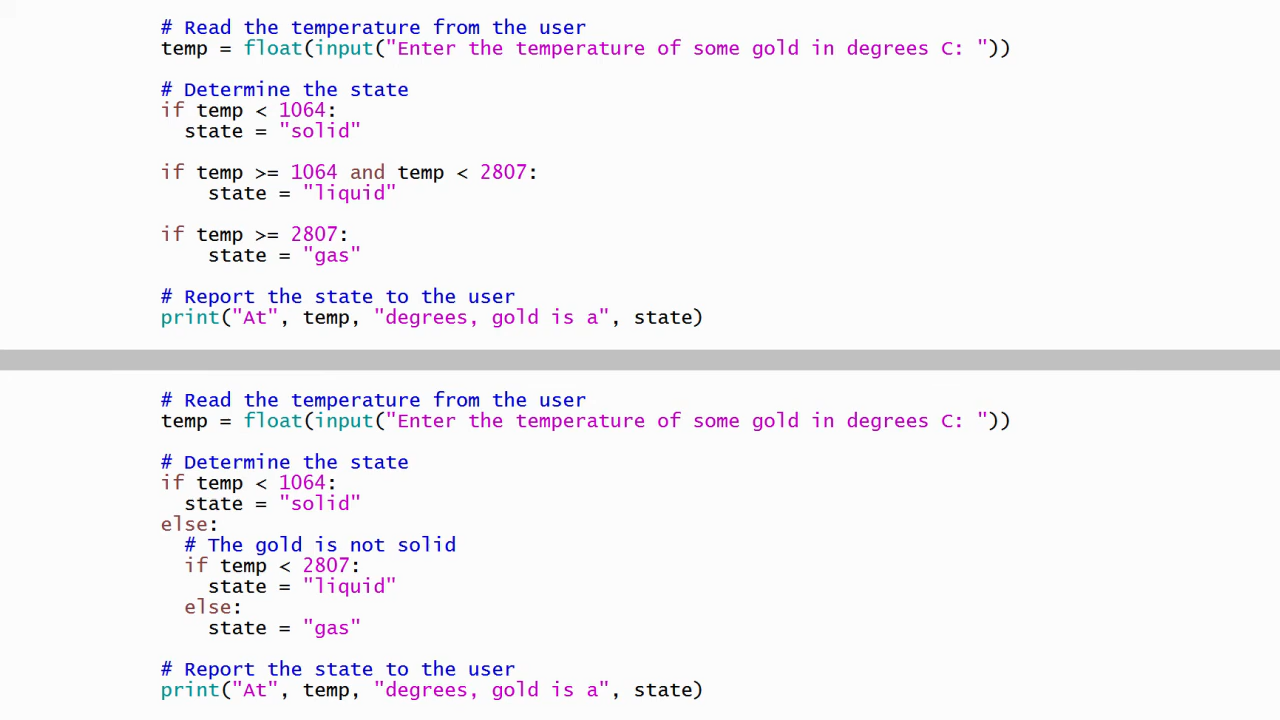 # Read the temperature from the user
temp = float(input("Enter the temperature of some gold in degrees C: "))
# Determine the state
if temp < 1064:
  state = "solid"
if temp >= 1064 and temp < 2807:
    state = "liquid"
if temp >= 2807:
    state = "gas"
# Report the state to the user
print("At", temp, "degrees, gold is a", state)
# Read the temperature from the user
temp = float(input("Enter the temperature of some gold in degrees C: "))
# Determine the state
if temp < 1064:
  state = "solid"
else:
  # The gold is not solid
  if temp < 2807:
    state = "liquid"
  else:
    state = "gas"
# Report the state to the user
print("At", temp, "degrees, gold is a", state)